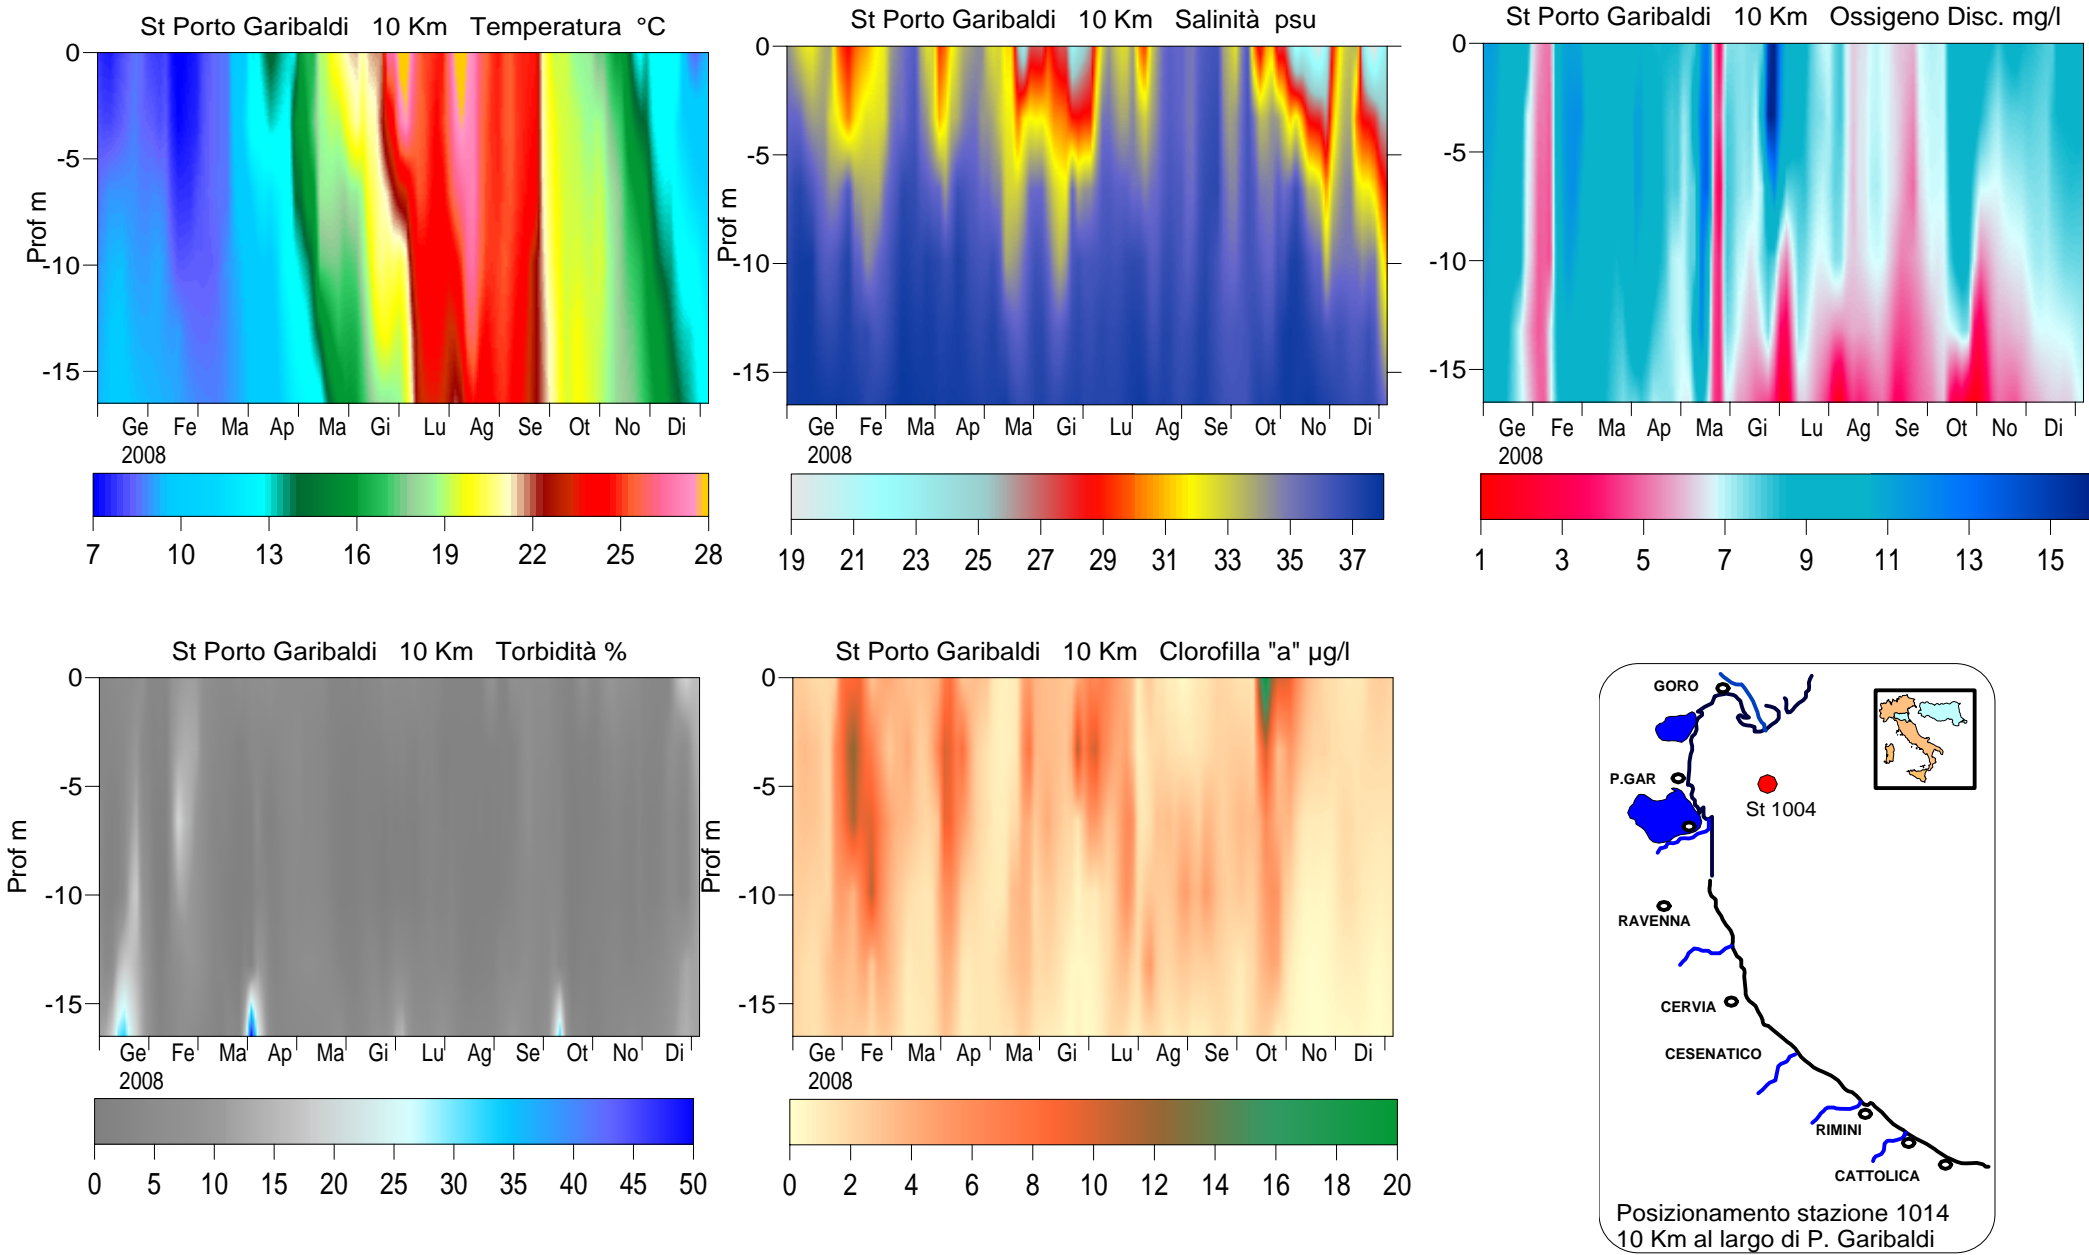 St Porto Garibaldi 10 Km Temperatura °C
0
-5
-10
-15
Prof m
Ge Fe Ma Ap Ma Gi Lu Ag Se Ot No Di
2008
7 10 13 16 19 22 25 28
St Porto Garibaldi 10 Km Salinità psu
0
-5
-10
-15
Prof m
Ge Fe Ma Ap Ma Gi Lu Ag Se Ot No Di
2008
19 21 23 25 27 29 31 33 35 37
St Porto Garibaldi 10 Km Ossigeno Disc. mg/l
0
-5
-10
-15
Ge Fe Ma Ap Ma Gi Lu Ag Se Ot No Di
2008
1 3 5 7 9 11 13 15
St Porto Garibaldi 10 Km Torbidità %
0
-5
-10
-15
Prof m
Ge Fe Ma Ap Ma Gi Lu Ag Se Ot No Di
2008
0 5 10 15 20 25 30 35 40 45 50
St Porto Garibaldi 10 Km Clorofilla "a" µg/l
0
-5
-10
-15
Prof m
Ge Fe Ma Ap Ma Gi Lu Ag Se Ot No Di
2008
0 2 4 6 8 10 12 14 16 18 20
GORO
P.GAR
St 1004
RAVENNA
CERVIA
CESENATICO
RIMINI
CATTOLICA
Posizionamento stazione 1014
10 Km al largo di P. Garibaldi